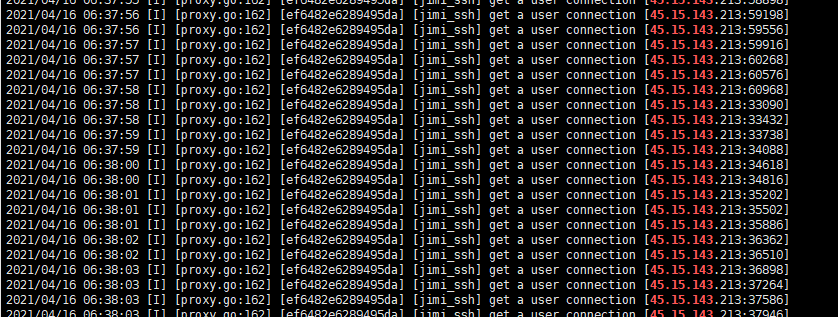 2021/04/16 06:37:55 [I] [proxy.go:162] [ef6482e6289495da] [jimi_ssh] get a user connection [45.15.143.213:58898]
2021/04/16 06:37:56 [I] [proxy.go:162] [ef6482e6289495da] [jimi_ssh] get a user connection [45.15.143.213:59198]
2021/04/16 06:37:56 [I] [proxy.go:162] [ef6482e6289495da] [jimi_ssh] get a user connection [45.15.143.213:59556]
2021/04/16 06:37:57 [I] [proxy.go:162] [ef6482e6289495da] [jimi_ssh] get a user connection [45.15.143.213:59916]
2021/04/16 06:37:57 [I] [proxy.go:162] [ef6482e6289495da] [jimi_ssh] get a user connection [45.15.143.213:60268]
2021/04/16 06:37:57 [I] [proxy.go:162] [ef6482e6289495da] [jimi_ssh] get a user connection [45.15.143.213:60576]
2021/04/16 06:37:58 [I] [proxy.go:162] [ef6482e6289495da] [jimi_ssh] get a user connection [45.15.143.213:60968]
2021/04/16 06:37:58 [I] [proxy.go:162] [ef6482e6289495da] [jimi_ssh] get a user connection [45.15.143.213:33090]
2021/04/16 06:37:58 [I] [proxy.go:162] [ef6482e6289495da] [jimi_ssh] get a user connection [45.15.143.213:33432]
2021/04/16 06:37:59 [I] [proxy.go:162] [ef6482e6289495da] [jimi_ssh] get a user connection [45.15.143.213:33738]
2021/04/16 06:37:59 [I] [proxy.go:162] [ef6482e6289495da] [jimi_ssh] get a user connection [45.15.143.213:34088]
2021/04/16 06:38:00 [I] [proxy.go:162] [ef6482e6289495da] [jimi_ssh] get a user connection [45.15.143.213:34618]
2021/04/16 06:38:00 [I] [proxy.go:162] [ef6482e6289495da] [jimi_ssh] get a user connection [45.15.143.213:34816]
2021/04/16 06:38:01 [I] [proxy.go:162] [ef6482e6289495da] [jimi_ssh] get a user connection [45.15.143.213:35202]
2021/04/16 06:38:01 [I] [proxy.go:162] [ef6482e6289495da] [jimi_ssh] get a user connection [45.15.143.213:35502]
2021/04/16 06:38:01 [I] [proxy.go:162] [ef6482e6289495da] [jimi_ssh] get a user connection [45.15.143.213:35886]
2021/04/16 06:38:02 [I] [proxy.go:162] [ef6482e6289495da] [jimi_ssh] get a user connection [45.15.143.213:36362]
2021/04/16 06:38:02 [I] [proxy.go:162] [ef6482e6289495da] [jimi_ssh] get a user connection [45.15.143.213:36510]
2021/04/16 06:38:03 [I] [proxy.go:162] [ef6482e6289495da] [jimi_ssh] get a user connection [45.15.143.213:36898]
2021/04/16 06:38:03 [I] [proxy.go:162] [ef6482e6289495da] [jimi_ssh] get a user connection [45.15.143.213:37264]
2021/04/16 06:38:03 [I] [proxy.go:162] [ef6482e6289495da] [jimi_ssh] get a user connection [45.15.143.213:37586]
2021/04/16 06:38:03 [I] [proxy.go:162] [ef6482e6289495da] [jimi_ssh] get a user connection [45.15.143.213:37946]